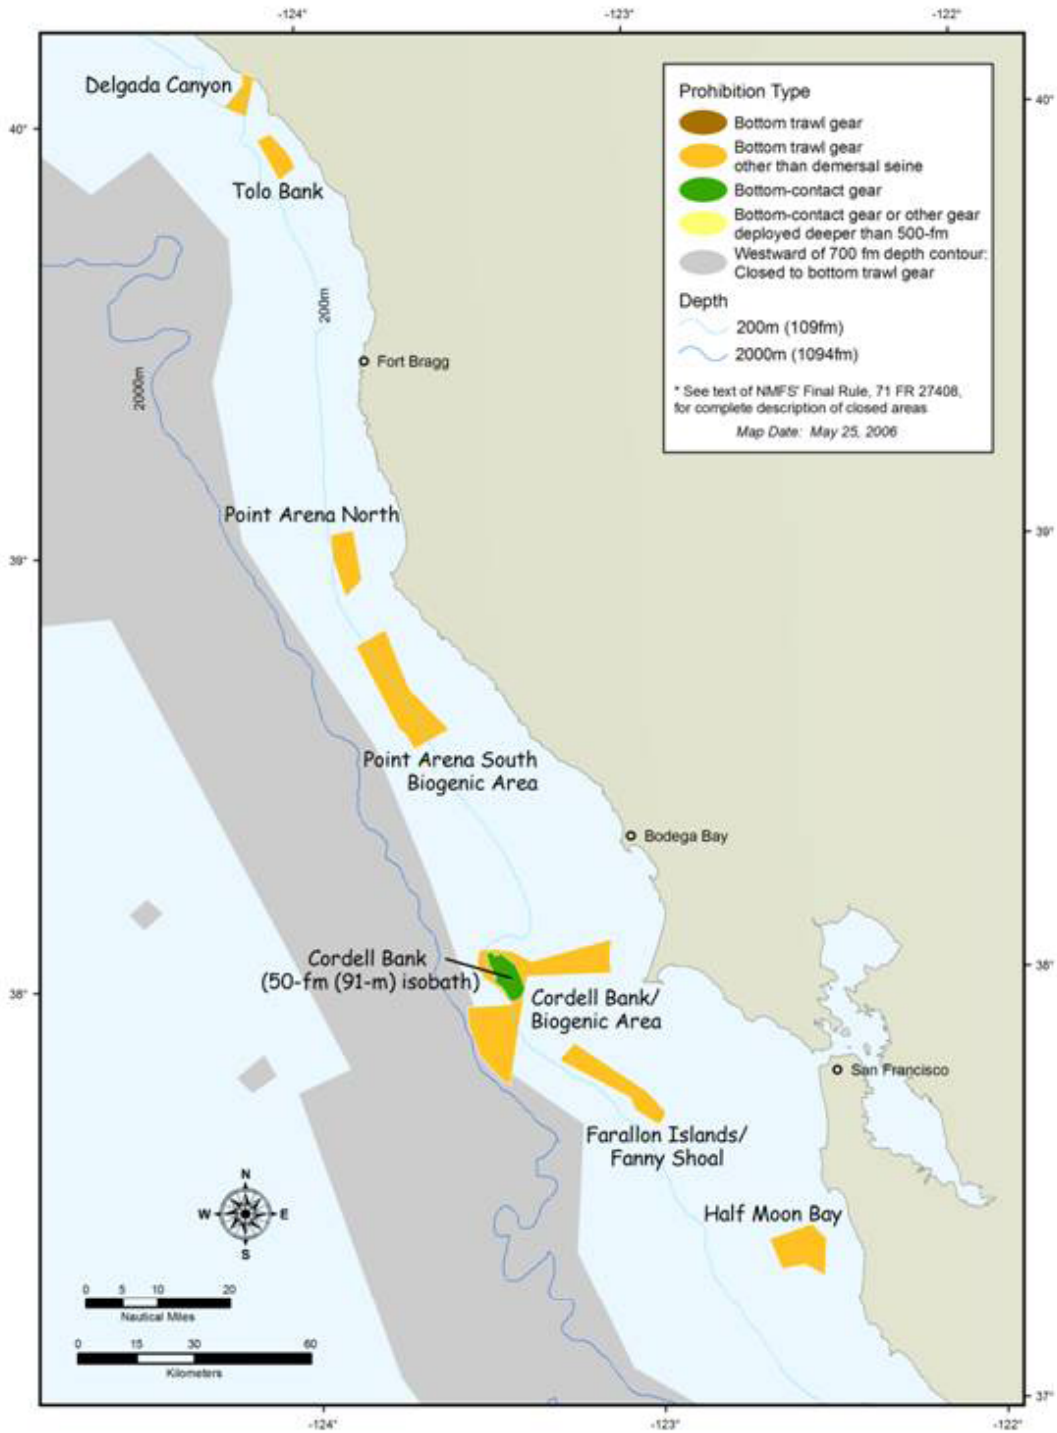 -124°
-123°
-122°
Delgada Canyon
40°
40°
Tolo Bank
Prohibition Type
Bottom trawl gear
Bottom trawl gear
other than demersal seine
Bottom-contact gear
Bottom-contact gear or other gear
deployed deeper than 500-fm
Westward of 700 fm depth contour:
Closed to bottom trawl gear
Depth
200m (109fm)
2000m (1094fm)
* See text of NMFS' Final Rule, 71 FR 27408,
for complete description of closed areas
Map Date: May 25, 2006
200m
Fort Bragg
2000m
Point Arena North
39°
39°
Point Arena South
Biogenic Area
Bodega Bay
Cordell Bank
(50-fm (91-m) isobath)
38°
38°
Cordell Bank/
Biogenic Area
San Francisco
Farallon Islands/
Fanny Shoal
Half Moon Bay
N
W
E
S
0 5 10 20
Nautical Miles
0 15 30 60
Kilometers
37°
-124°
-123°
-122°